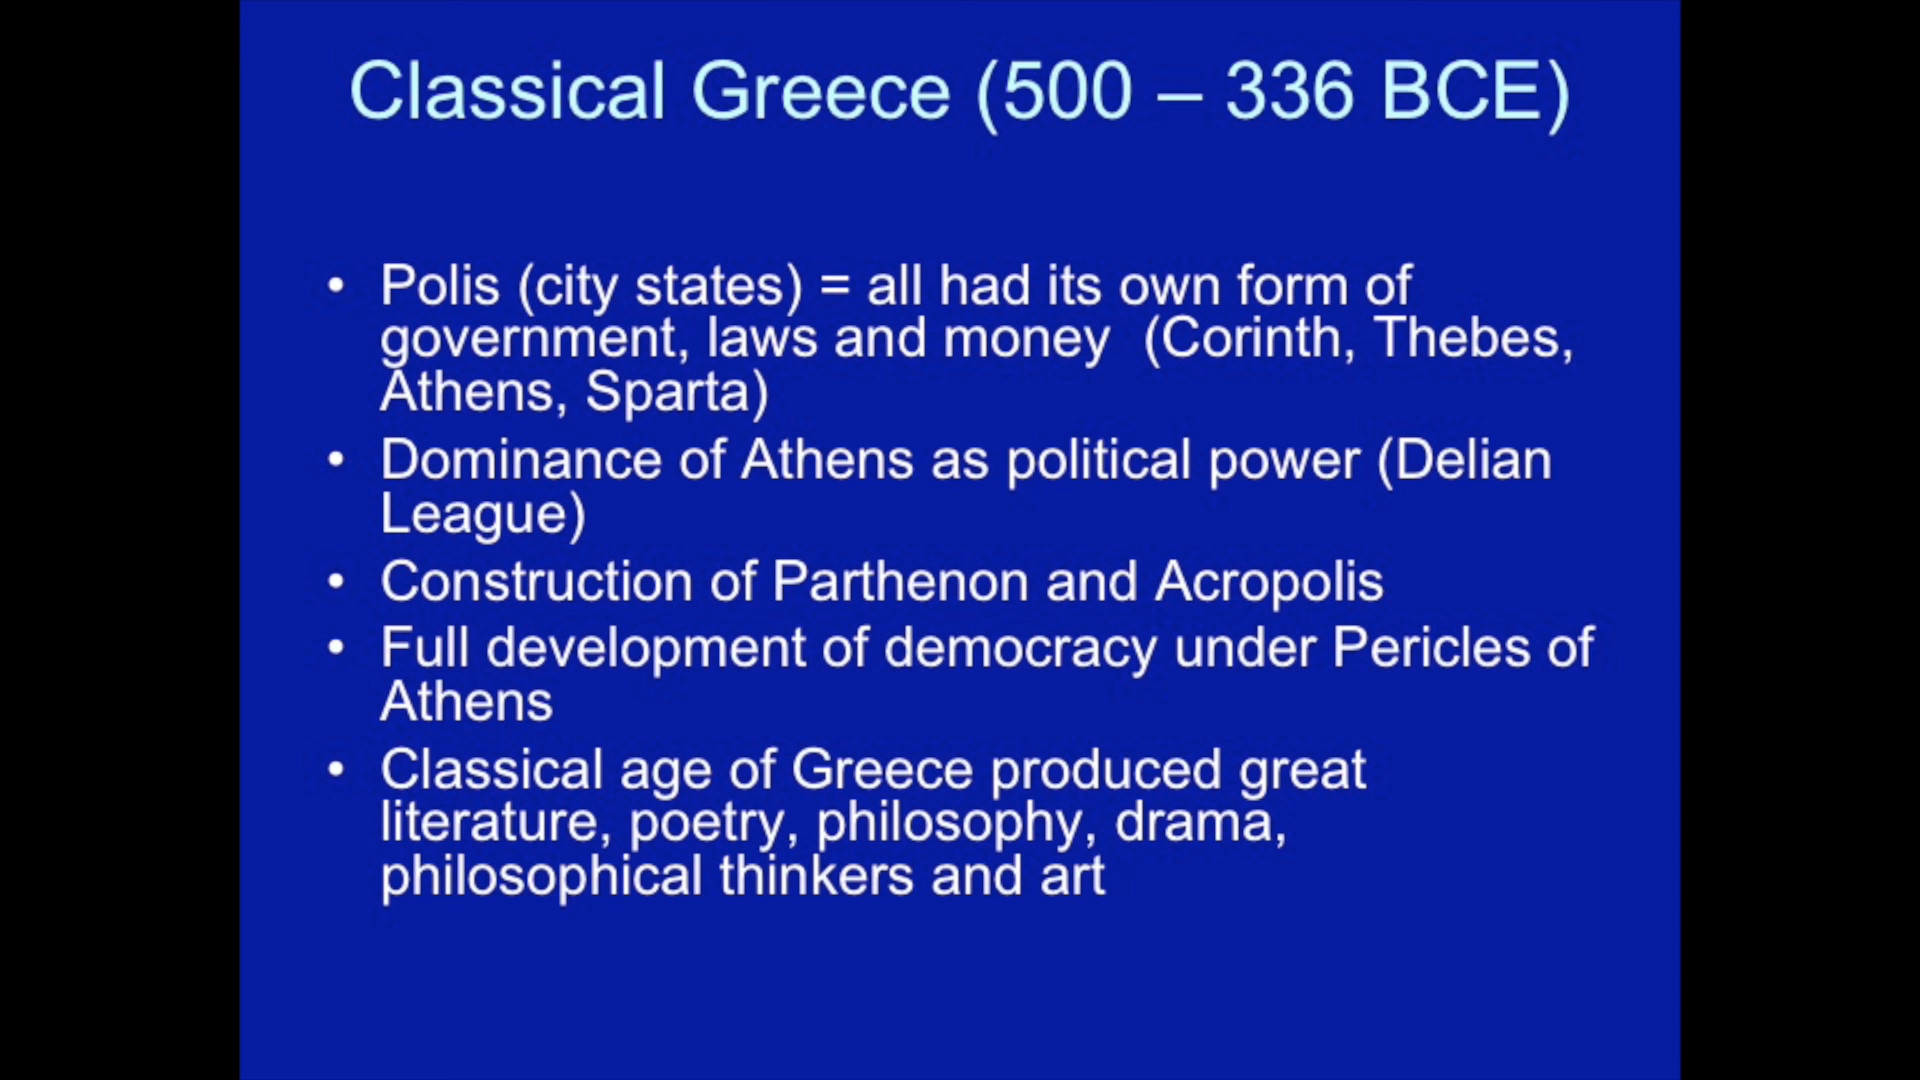 Classical Greece (500 – 336 BCE)
• Polis (city states) = all had its own form of
government, laws and money  (Corinth, Thebes,
Athens, Sparta)
• Dominance of Athens as political power (Delian
League)
• Construction of Parthenon and Acropolis
• Full development of democracy under Pericles of
Athens
• Classical age of Greece produced great
literature, poetry, philosophy, drama,
philosophical thinkers and art